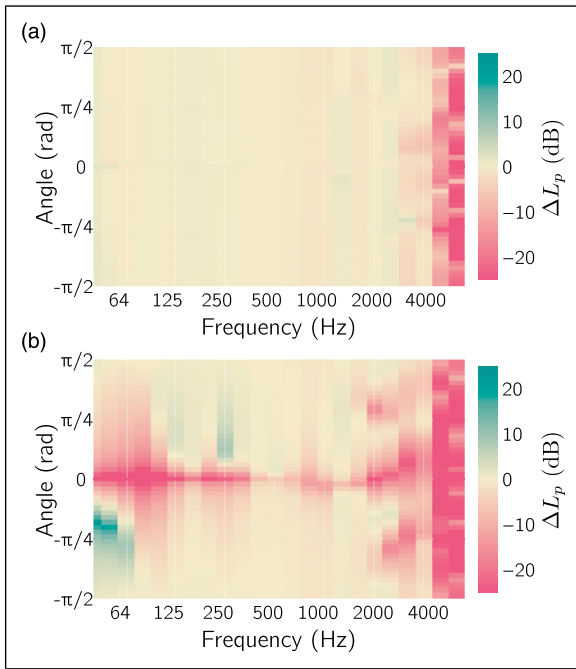 (a)
π/2
π/4
0
-π/4
-π/2
Angle (rad)
64 125 250 500 1000 2000 4000
Frequency (Hz)
20
10
0
−10
−20
ΔLp (dB)
(b)
π/2
π/4
0
-π/4
-π/2
Angle (rad)
64 125 250 500 1000 2000 4000
Frequency (Hz)
20
10
0
−10
−20
ΔLp (dB)